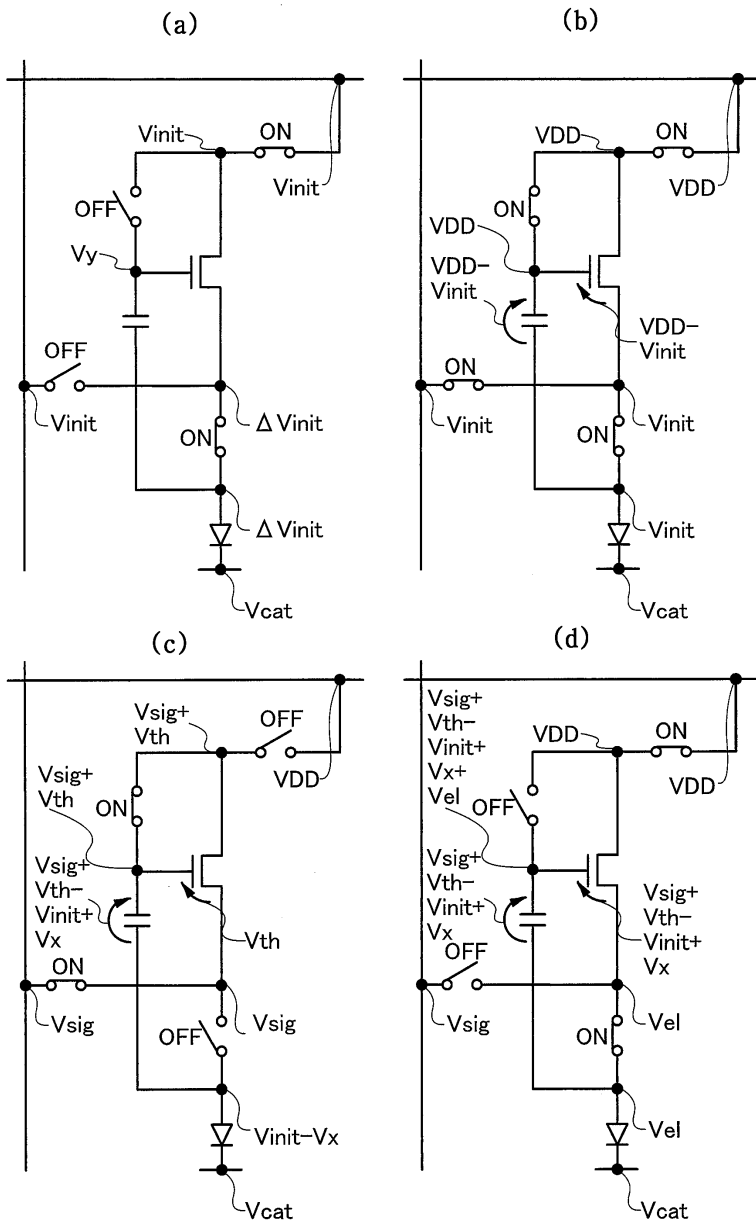 (a)
Vinit
ON
Vinit
OFF
Vy
OFF
Vinit
Δ Vinit
ON
Δ Vinit
Vcat
(b)
VDD
ON
VDD
ON
VDD
VDD-
Vinit
VDD-
Vinit
ON
Vinit
Vinit
ON
Vinit
Vcat
(c)
Vsig+
Vth
OFF
VDD
Vsig+
Vth
ON
Vsig+
Vth-
Vinit+
Vx
Vth
ON
Vsig
Vsig
OFF
Vinit-Vx
Vcat
(d)
Vsig+
Vth-
Vinit+
Vx+
Vel
VDD
ON
VDD
OFF
Vsig+
Vth-
Vinit+
Vx
Vsig+
Vth-
Vinit+
Vx
OFF
Vsig
Vel
ON
Vel
Vcat